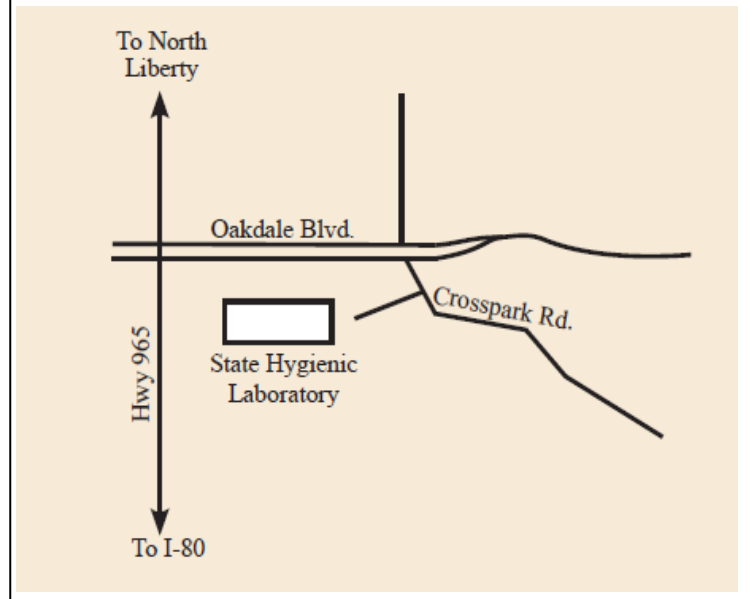 To North
Liberty
Oakdale Blvd.
Crosspark Rd.
Hwy 965
State Hygienic
Laboratory
To I-80